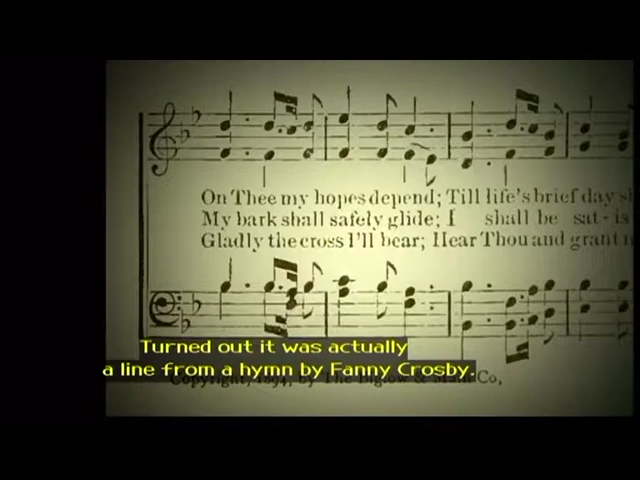 On Thee my hopes depend; Till life's brief day
My bark shall safely glide; I shall be sat-is
Gladly the cross I'll bear; Hear Thou and grant
Turned out it was actually
a line from a hymn by Fanny Crosby.
Copyright, 1894, by The Biglow & Main Co.,